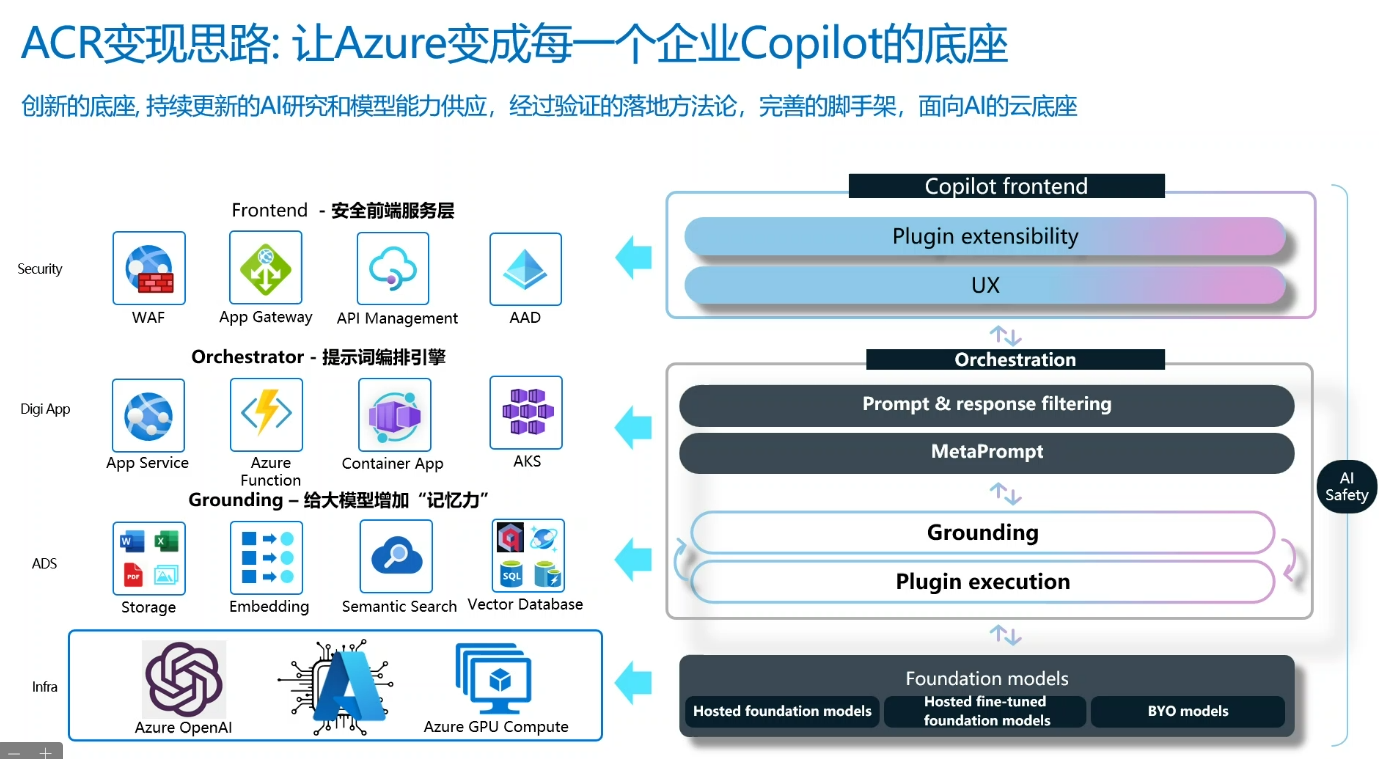 ACR变现思路: 让Azure变成每一个企业Copilot的底座
创新的底座, 持续更新的AI研究和模型能力供应，经过验证的落地方法论，完善的脚手架，面向AI的云底座
Frontend - 安全前端服务层
Security
WAF
App Gateway
API Management
AAD
Orchestrator - 提示词编排引擎
Digi App
App Service
Azure
Function
Container App
AKS
Grounding – 给大模型增加“记忆力”
ADS
W
X
PDF
SQL
Storage
Embedding
Semantic Search
Vector Database
Infra
Azure OpenAI
Azure GPU Compute
Copilot frontend
Plugin extensibility
UX
Orchestration
Prompt & response filtering
MetaPrompt
Grounding
Plugin execution
AI
Safety
Foundation models
Hosted foundation models
Hosted fine-tuned
foundation models
BYO models